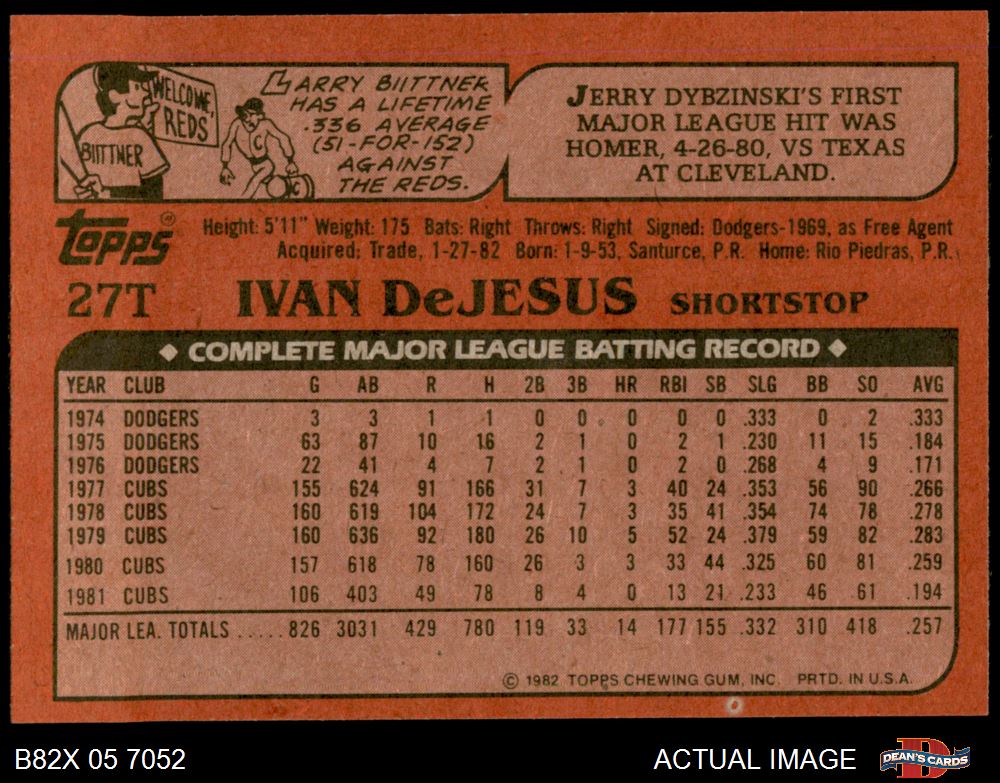 WELCOME,
REDS
BIITTNER
C
C
LARRY BIITTNER
HAS A LIFETIME
.336 AVERAGE
(51-FOR-152)
AGAINST
THE REDS.
JERRY DYBZINSKI'S FIRST
MAJOR LEAGUE HIT WAS
HOMER, 4-26-80, VS TEXAS
AT CLEVELAND.
Topps ®
Height: 5'11" Weight: 175 Bats: Right Throws: Right Signed: Dodgers-1969, as Free Agent
Acquired: Trade, 1-27-82 Born: 1-9-53, Santurce, P.R. Home: Rio Piedras, P.R.
27T IVAN DeJESUS SHORTSTOP
◆ COMPLETE MAJOR LEAGUE BATTING RECORD ◆
YEAR CLUB G AB R H 2B 3B HR RBI SB SLG BB SO AVG
1974 DODGERS 3 3 1 1 0 0 0 0 0 .333 0 2 .333
1975 DODGERS 63 87 10 16 2 1 0 2 1 .230 11 15 .184
1976 DODGERS 22 41 4 7 2 1 0 2 0 .268 4 9 .171
1977 CUBS 155 624 91 166 31 7 3 40 24 .353 56 90 .266
1978 CUBS 160 619 104 172 24 7 3 35 41 .354 74 78 .278
1979 CUBS 160 636 92 180 26 10 5 52 24 .379 59 82 .283
1980 CUBS 157 618 78 160 26 3 3 33 44 .325 60 81 .259
1981 CUBS 106 403 49 78 8 4 0 13 21 .233 46 61 .194
MAJOR LEA. TOTALS ..... 826 3031 429 780 119 33 14 177 155 .332 310 418 .257
© 1982 TOPPS CHEWING GUM, INC. PRTD. IN U.S.A.
B82X 05 7052 ACTUAL IMAGE DEAN'S CARDS